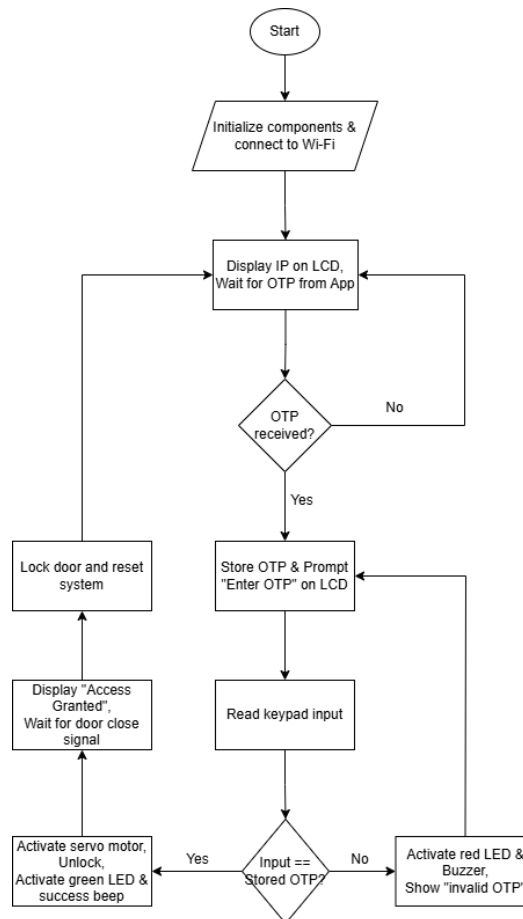 Start
Initialize components &
connect to Wi-Fi
Display IP on LCD,
Wait for OTP from App
OTP
received?
No
Yes
Lock door and reset
system
Store OTP & Prompt
"Enter OTP" on LCD
Display "Access
Granted",
Wait for door close
signal
Read keypad input
Activate servo motor,
Unlock,
Activate green LED &
success beep
Yes
Input ==
Stored OTP?
No
Activate red LED &
Buzzer,
Show "invalid OTP"